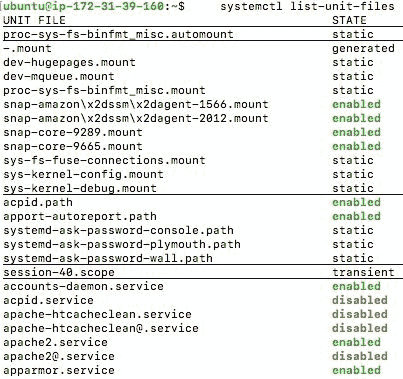 ubuntu@ip-172-31-39-160:~$ systemctl list-unit-files
UNIT FILE STATE
proc-sys-fs-binfmt_misc.automount static
-.mount generated
dev-hugepages.mount static
dev-mqueue.mount static
proc-sys-fs-binfmt_misc.mount static
snap-amazon\x2dssm\x2dagent-1566.mount enabled
snap-amazon\x2dssm\x2dagent-2012.mount enabled
snap-core-9289.mount enabled
snap-core-9665.mount enabled
sys-fs-fuse-connections.mount static
sys-kernel-config.mount static
sys-kernel-debug.mount static
acpid.path enabled
apport-autoreport.path enabled
systemd-ask-password-console.path static
systemd-ask-password-plymouth.path static
systemd-ask-password-wall.path static
session-40.scope transient
accounts-daemon.service enabled
acpid.service disabled
apache-htcacheclean.service disabled
apache-htcacheclean@.service disabled
apache2.service enabled
apache2@.service disabled
apparmor.service enabled